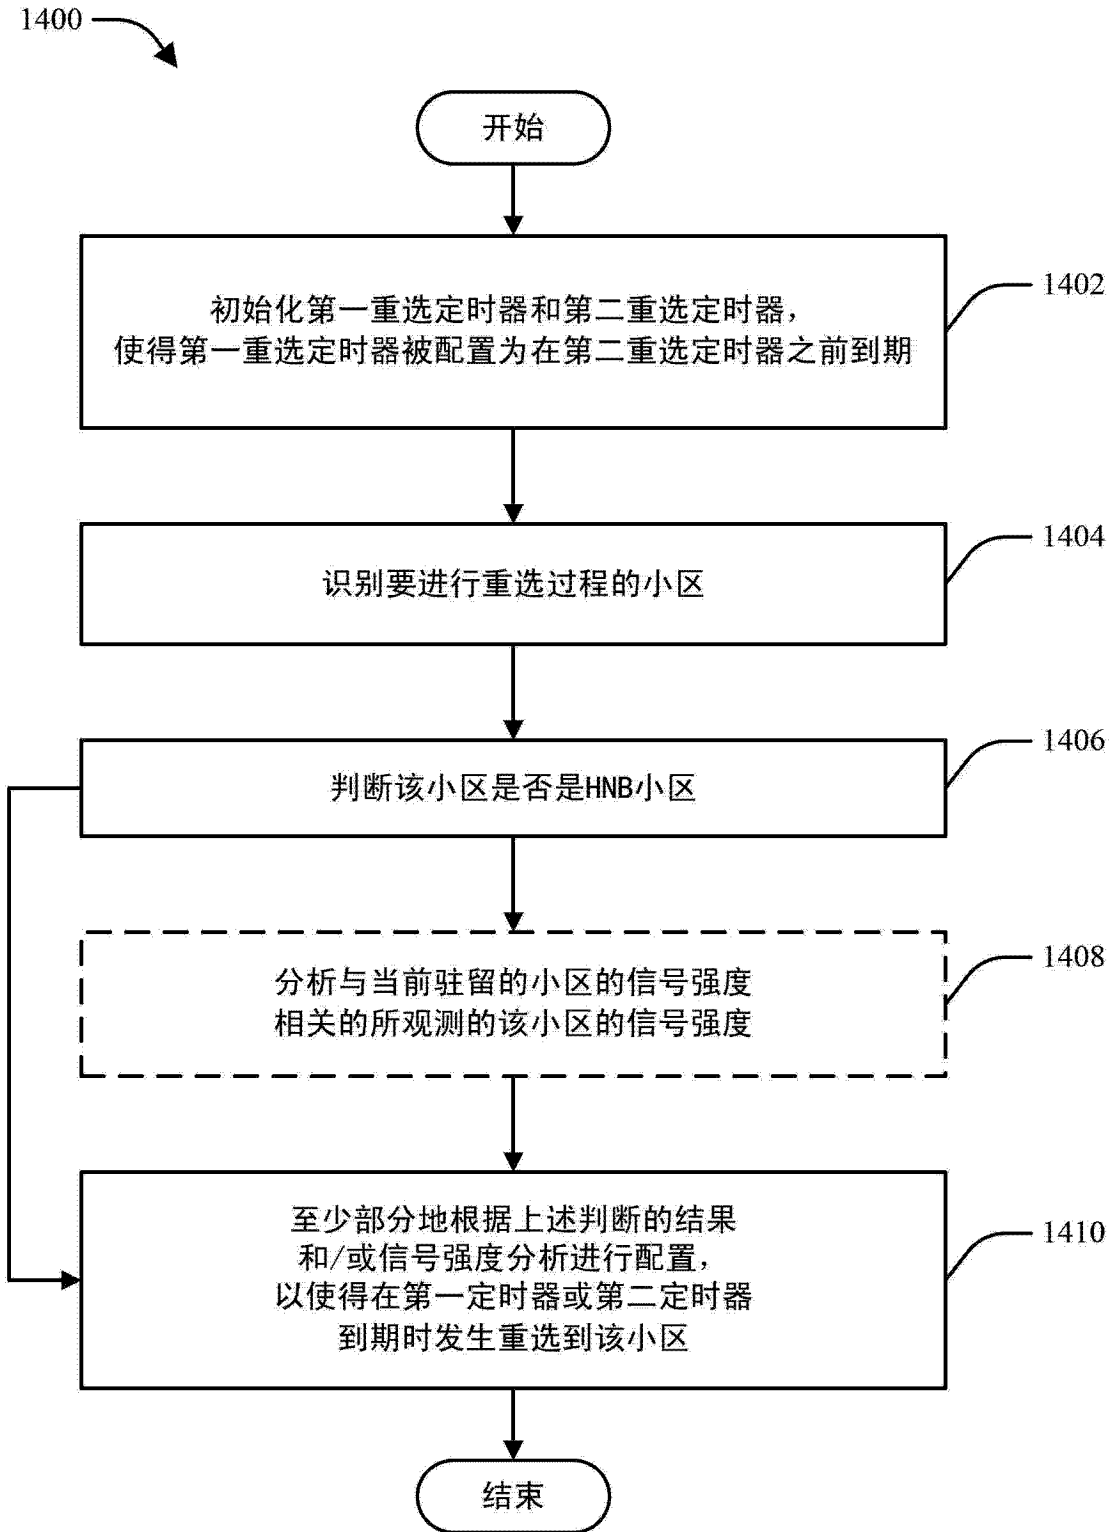 1400
开始
初始化第一重选定时器和第二重选定时器，
使得第一重选定时器被配置为在第二重选定时器之前到期
1402
识别要进行重选过程的小区
1404
判断该小区是否是HNB小区
1406
分析与当前驻留的小区的信号强度
相关的所观测的该小区的信号强度
1408
至少部分地根据上述判断的结果
和/或信号强度分析进行配置，
以使得在第一定时器或第二定时器
到期时发生重选到该小区
1410
结束